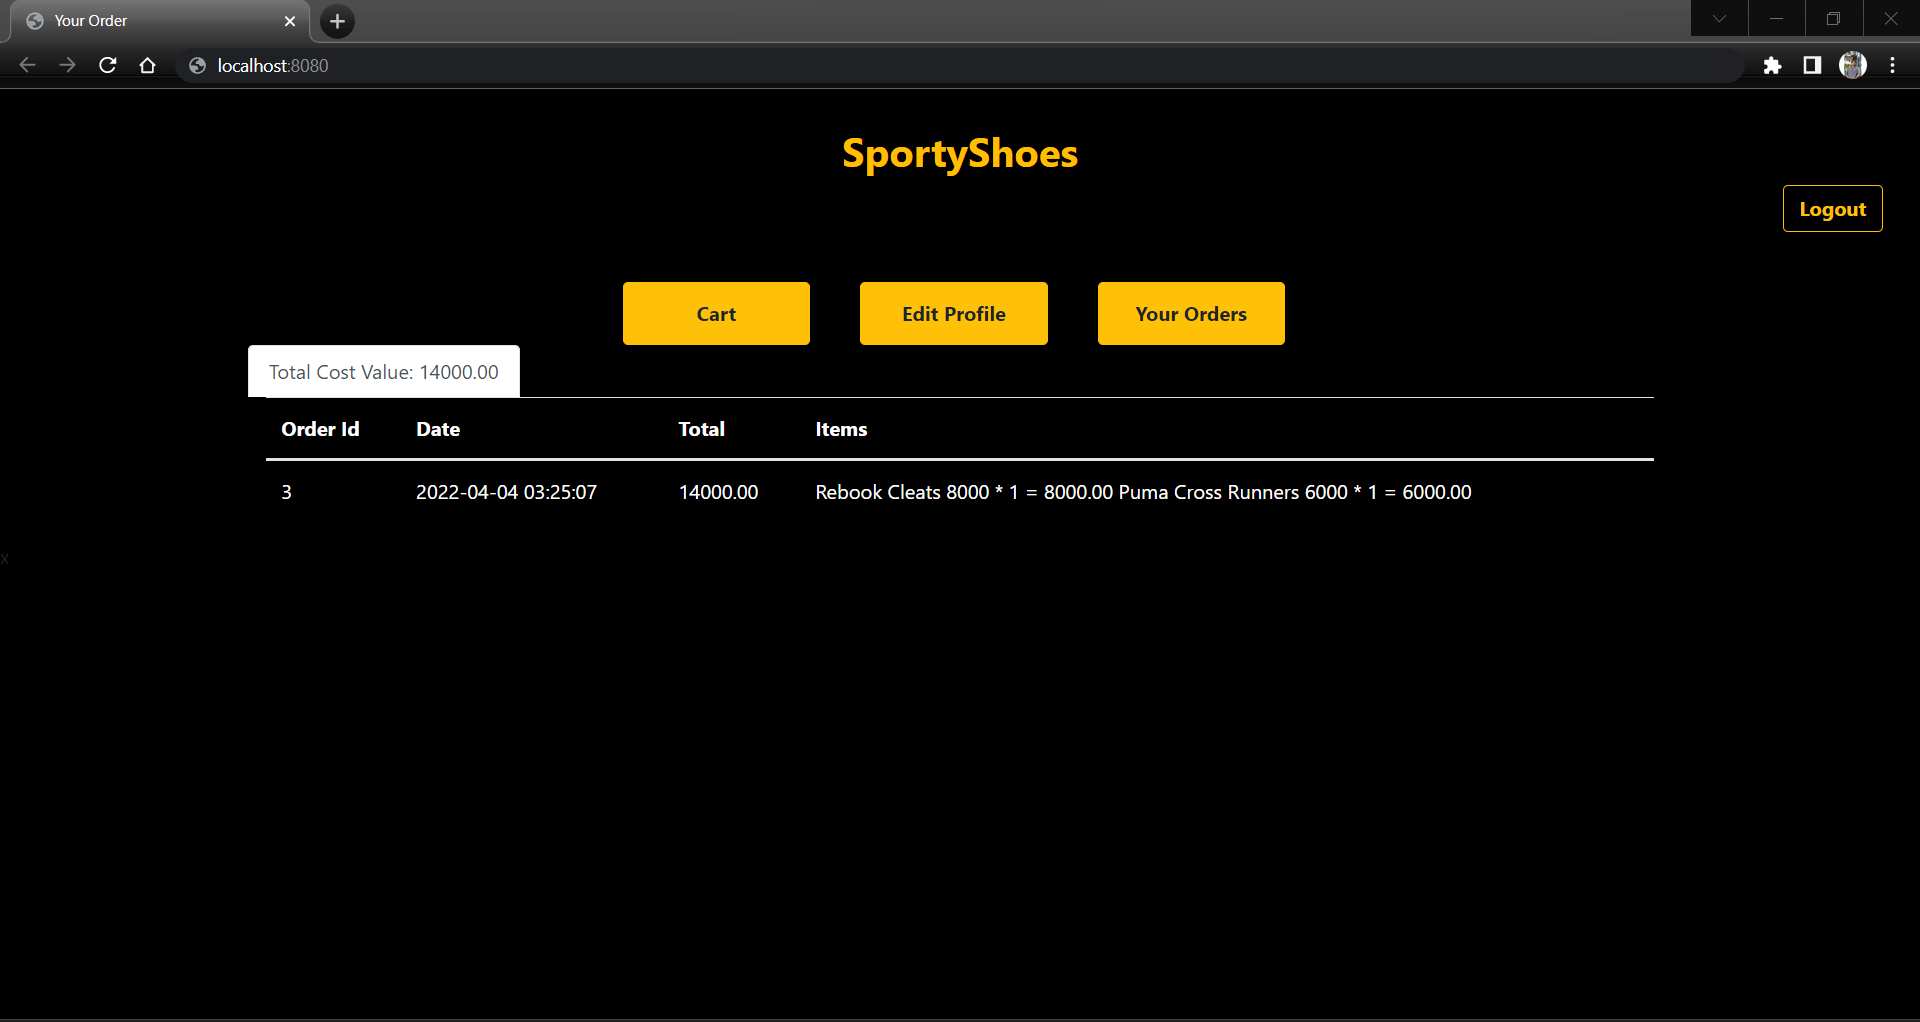 Your Order
localhost:8080
SportyShoes
Logout
Cart
Edit Profile
Your Orders
Total Cost Value: 14000.00
Order Id Date Total Items
3 2022-04-04 03:25:07 14000.00 Rebook Cleats 8000 * 1 = 8000.00 Puma Cross Runners 6000 * 1 = 6000.00
x